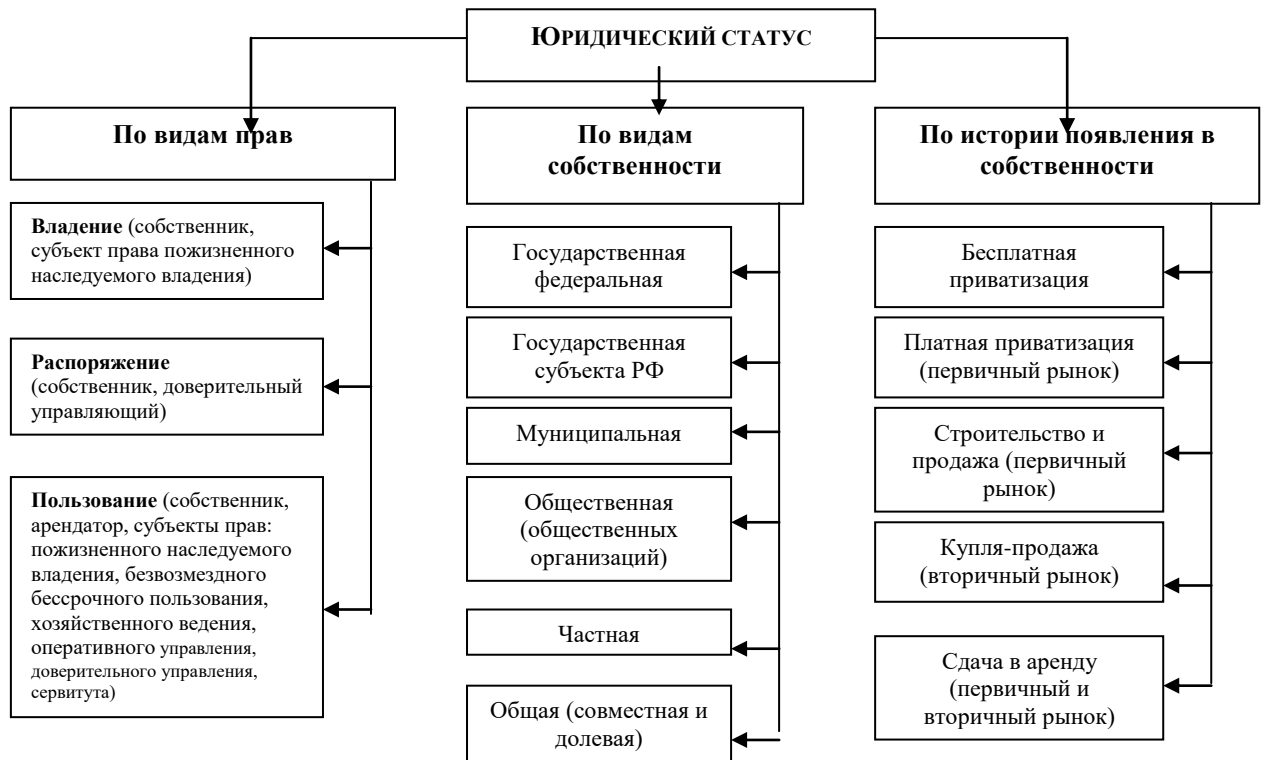 ЮРИДИЧЕСКИЙ СТАТУС
По видам прав
Владение (собственник,
субъект права пожизненного
наследуемого владения)
Распоряжение
(собственник, доверительный
управляющий)
Пользование (собственник,
арендатор, субъекты прав:
пожизненного наследуемого
владения, безвозмездного
бессрочного пользования,
хозяйственного ведения,
оперативного управления,
доверительного управления,
сервитута)
По видам
собственности
Государственная
федеральная
Государственная
субъекта РФ
Муниципальная
Общественная
(общественных
организаций)
Частная
Общая (совместная и
долевая)
По истории появления в
собственности
Бесплатная
приватизация
Платная приватизация
(первичный рынок)
Строительство и
продажа (первичный
рынок)
Купля-продажа
(вторичный рынок)
Сдача в аренду
(первичный и
вторичный рынок)